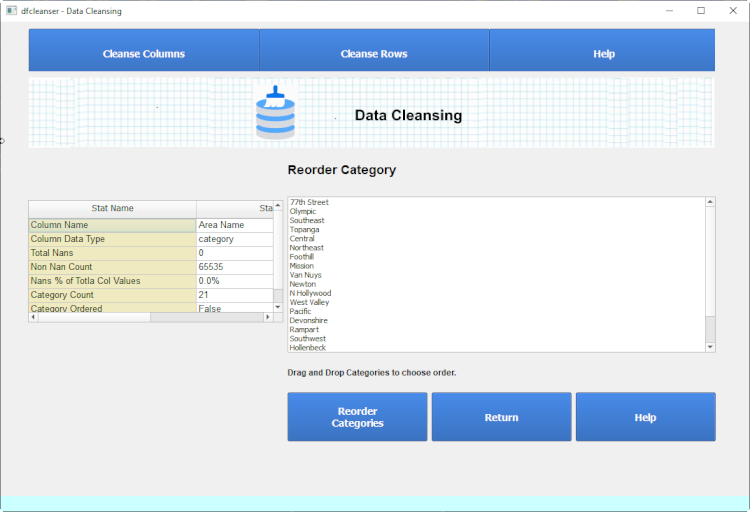 dfcleanser - Data Cleansing
Cleanse Columns
Cleanse Rows
Help
Data Cleansing
Reorder Category
Stat Name
Sta
Column Name
Area Name
Column Data Type
category
Total Nans
0
Non Nan Count
65535
Nans % of Totla Col Values
0.0%
Category Count
21
Category Ordered
False
77th Street
Olympic
Southeast
Topanga
Central
Northeast
Foothill
Mission
Van Nuys
Newton
N Hollywood
West Valley
Pacific
Devonshire
Rampart
Southwest
Hollenbeck
Drag and Drop Categories to choose order.
Reorder
Categories
Return
Help